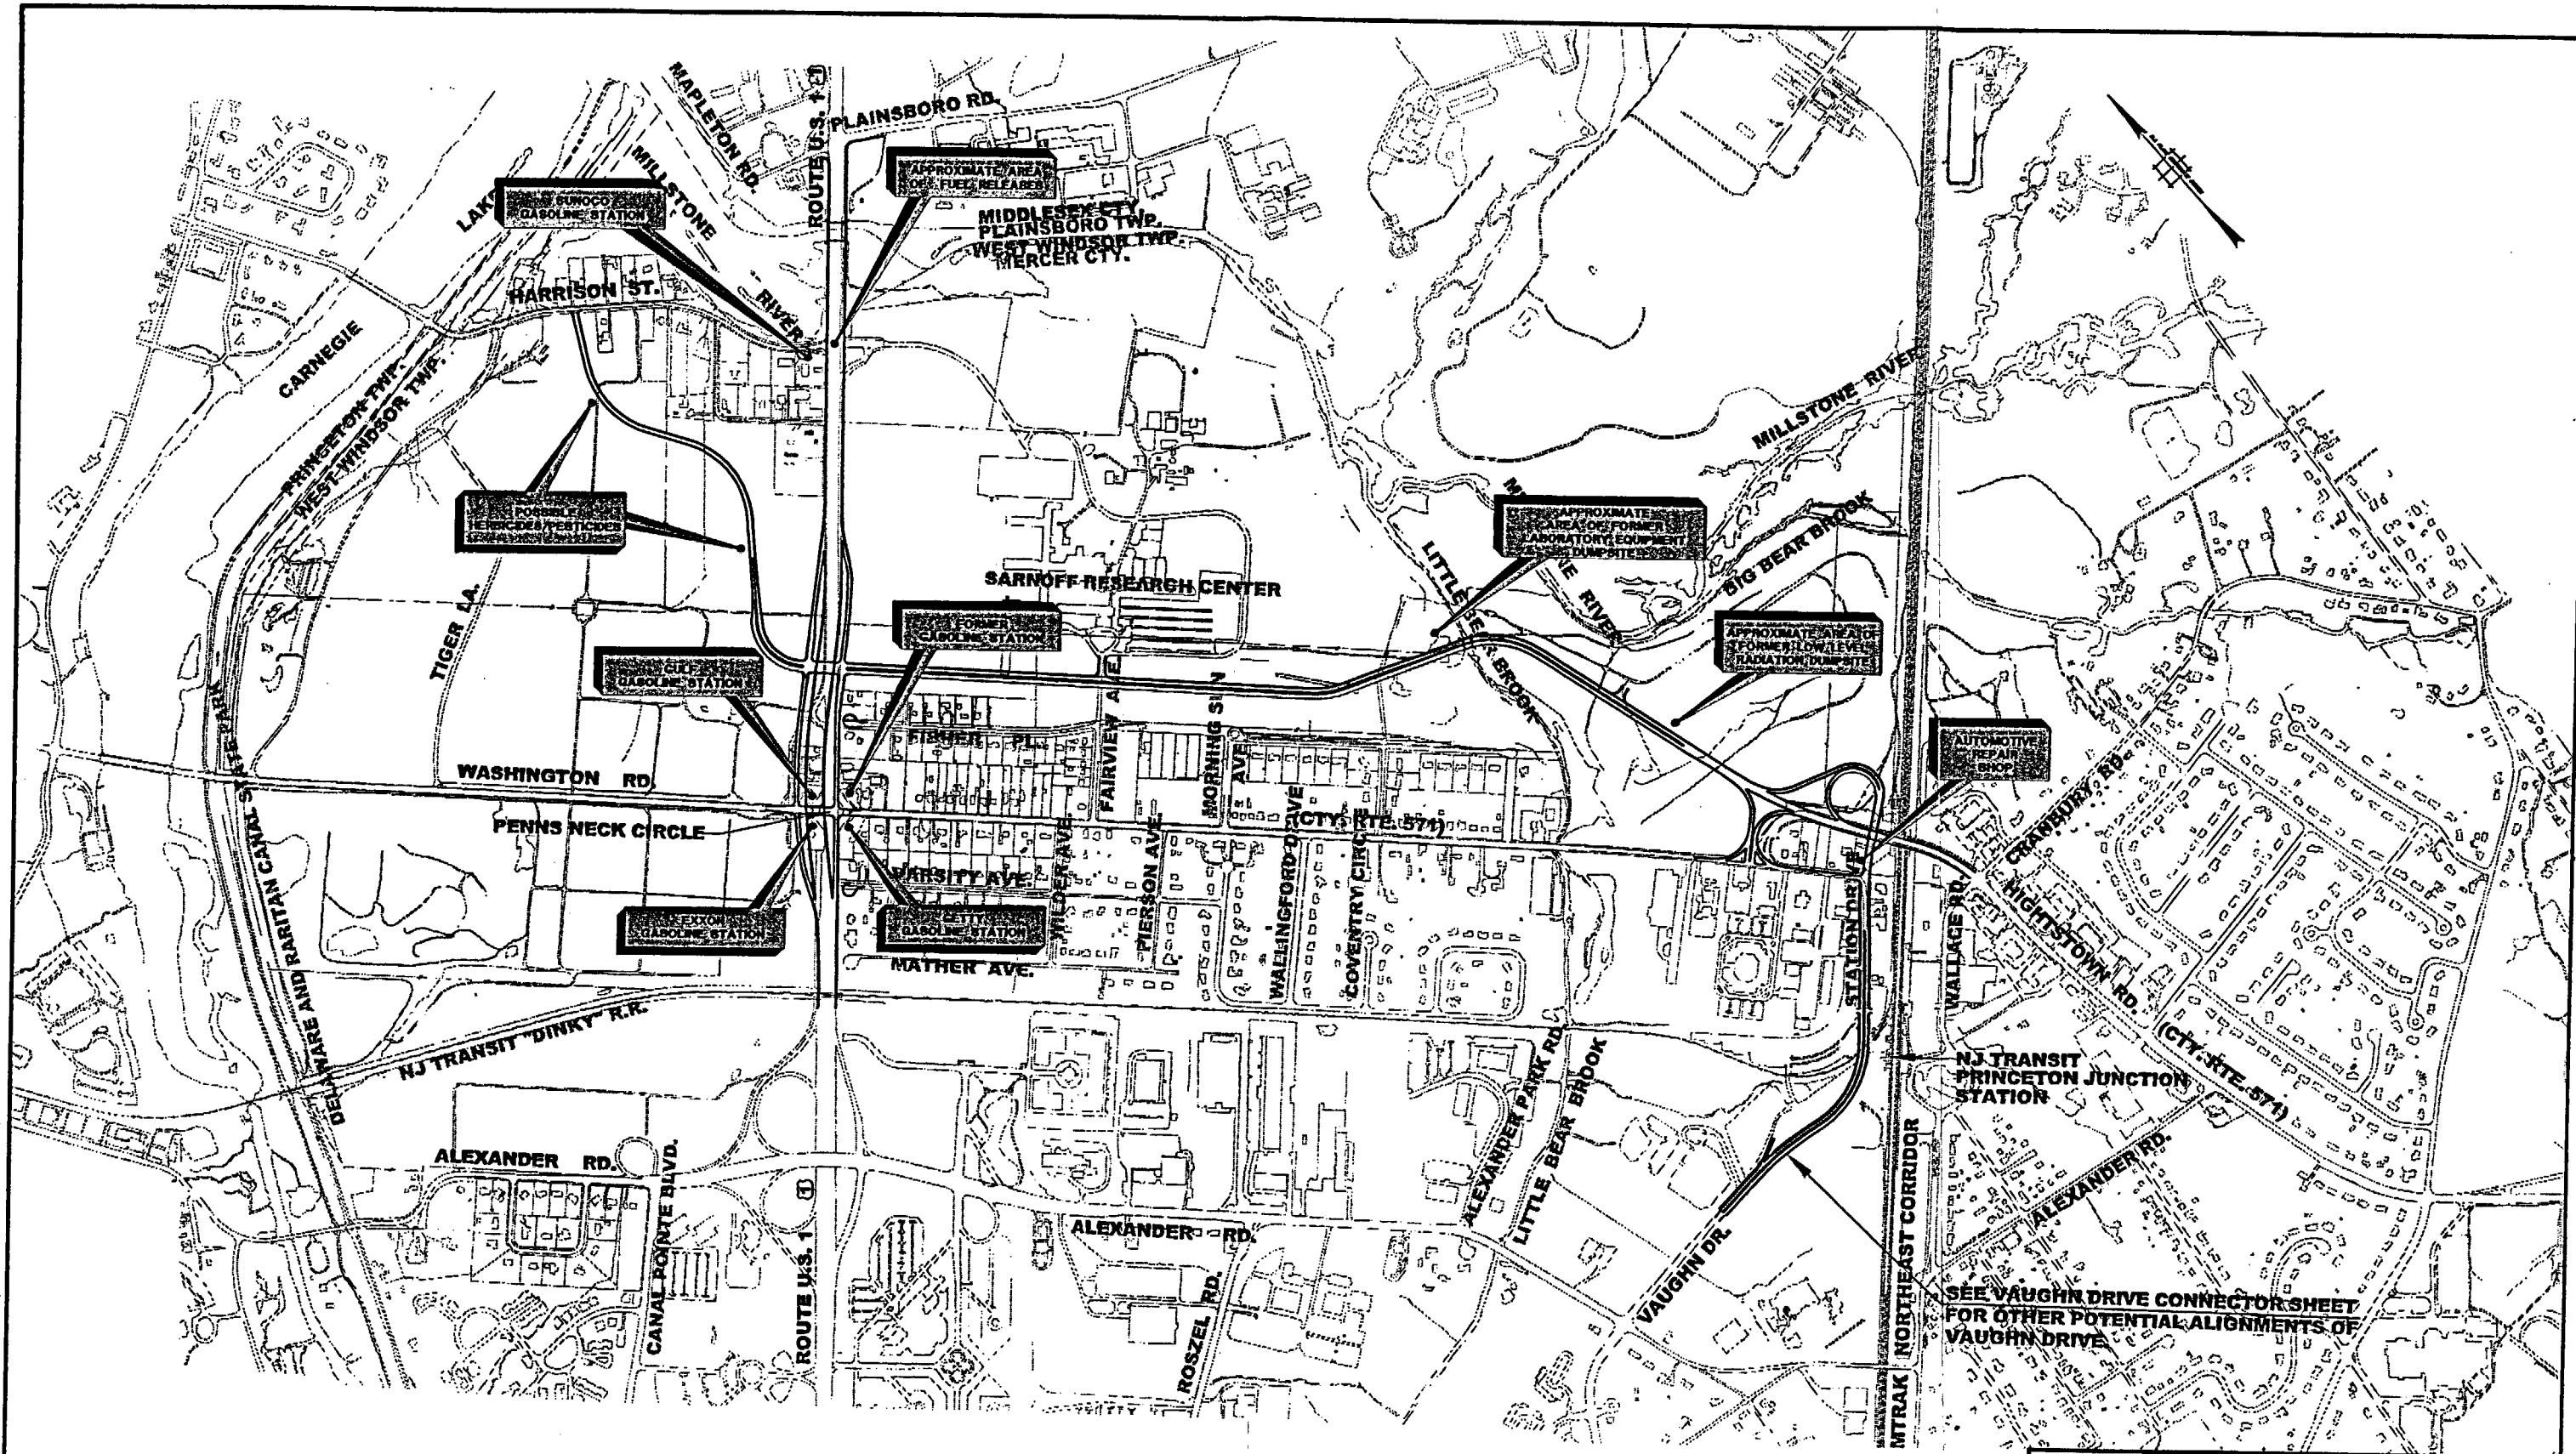 MAPLETON RD.
ROUTE U.S. 1
PLAINSBORO RD.
APPROXIMATE AREA
OF FUEL RELEASES
MIDDLESEX CTY.
PLAINSBORO TWP.
WEST WINDSOR TWP.
MERCER CTY.
LAKE
SUNOCO
GASOLINE STATION
MILLSTONE
RIVER
HARRISON ST.
CARNEGIE
PRINCETON TWP.
WEST WINDSOR TWP.
MILLSTONE RIVER
POSSIBLE
HERBICIDES/PESTICIDES
APPROXIMATE
AREA OF FORMER
LABORATORY EQUIPMENT
DUMPSITE
BIG BEAR BROOK
RIVER
LITTLE BEAR BROOK
SARNOFF RESEARCH CENTER
TIGER LA.
FORMER
GASOLINE STATION
GULF
GASOLINE STATION
APPROXIMATE AREA OF
FORMER LOW LEVEL
RADIATION DUMPSITE
AUTOMOTIVE
REPAIR
SHOP
FISHER PL.
FAIRVIEW AVE.
MORNING SUN
AVE
WASHINGTON RD.
PENNS NECK CIRCLE
(CTY. RTE. 571)
CRANBURY RD.
DELAWARE AND RARITAN CANAL STATE PARK
VARSITY AVE.
WILDER AVE.
PIERSON AVE.
WALLINGFORD DRIVE
COVENTRY CIRCLE
STATION DRIVE
WALLACE RD.
HIGHTSTOWN RD.
(CTY. RTE. 571)
EXXON
GASOLINE STATION
GETTY
GASOLINE STATION
MATHER AVE.
NJ TRANSIT "DINKY" R.R.
NJ TRANSIT
PRINCETON JUNCTION
STATION
ALEXANDER RD.
CANAL POINTE BLVD.
ROUTE U.S. 1
1
ALEXANDER RD.
ROSZEL RD.
ALEXANDER PARK RD.
LITTLE BEAR BROOK
VAUGHN DR.
ALEXANDER RD.
MTRAK NORTHEAST CORRIDOR
SEE VAUGHN DRIVE CONNECTOR SHEET
FOR OTHER POTENTIAL ALIGNMENTS OF
VAUGHN DRIVE